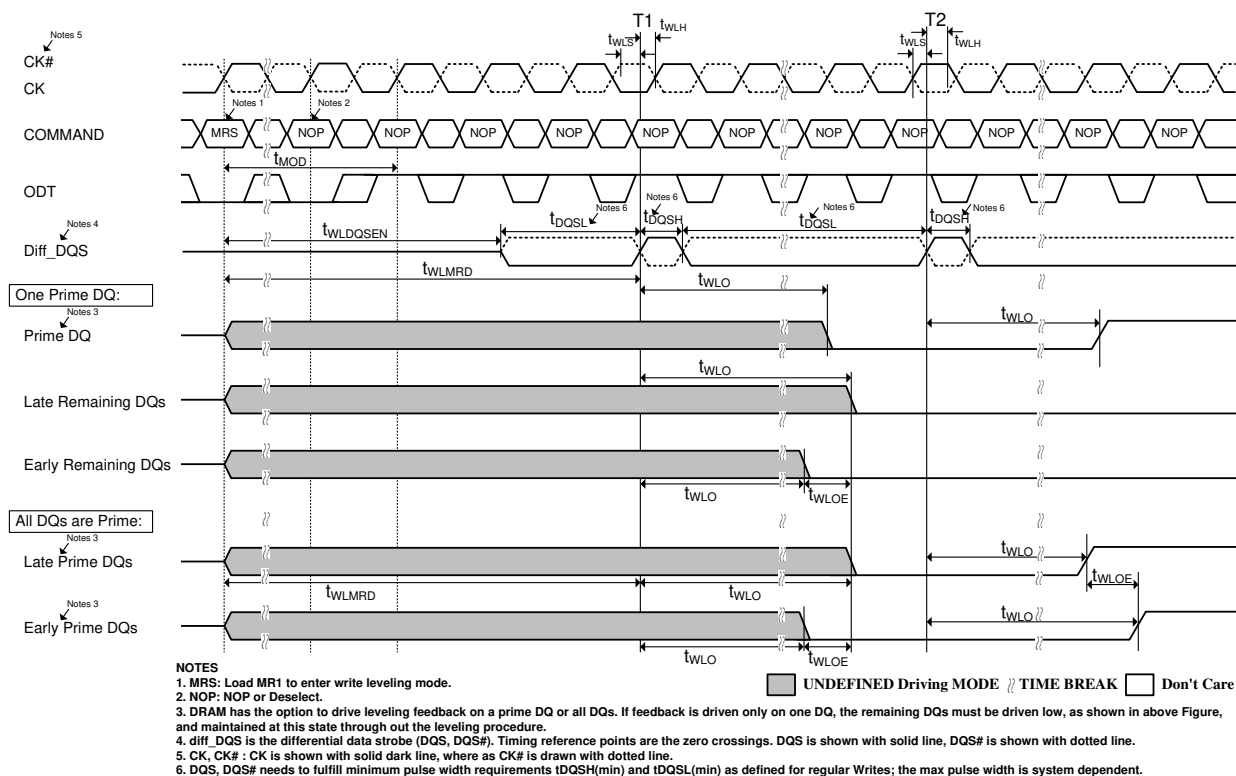 T1 T2
tWLS tWLH tWLS tWLH
Notes 5
CK#
CK
Notes 1 Notes 2
COMMAND MRS NOP NOP NOP NOP NOP NOP NOP NOP NOP NOP NOP
tMOD
ODT
Notes 6 Notes 6 Notes 6 Notes 6
tDQSL tDQSH tDQSL tDQSH
Notes 4
tWLDQSEN
Diff_DQS
tWLMRD
tWLO
One Prime DQ:
Notes 3
Prime DQ
tWLO
tWLO
Late Remaining DQs
Early Remaining DQs
tWLO tWLOE
All DQs are Prime:
Notes 3
Late Prime DQs
tWLO
tWLMRD tWLO tWLOE
Notes 3
Early Prime DQs
tWLO
tWLO tWLOE
NOTES
1. MRS: Load MR1 to enter write leveling mode.
2. NOP: NOP or Deselect.
UNDEFINED Driving MODE TIME BREAK Don't Care
3. DRAM has the option to drive leveling feedback on a prime DQ or all DQs. If feedback is driven only on one DQ, the remaining DQs must be driven low, as shown in above Figure,
and maintained at this state through out the leveling procedure.
4. diff_DQS is the differential data strobe (DQS, DQS#). Timing reference points are the zero crossings. DQS is shown with solid line, DQS# is shown with dotted line.
5. CK, CK# : CK is shown with solid dark line, where as CK# is drawn with dotted line.
6. DQS, DQS# needs to fulfill minimum pulse width requirements tDQSH(min) and tDQSL(min) as defined for regular Writes; the max pulse width is system dependent.